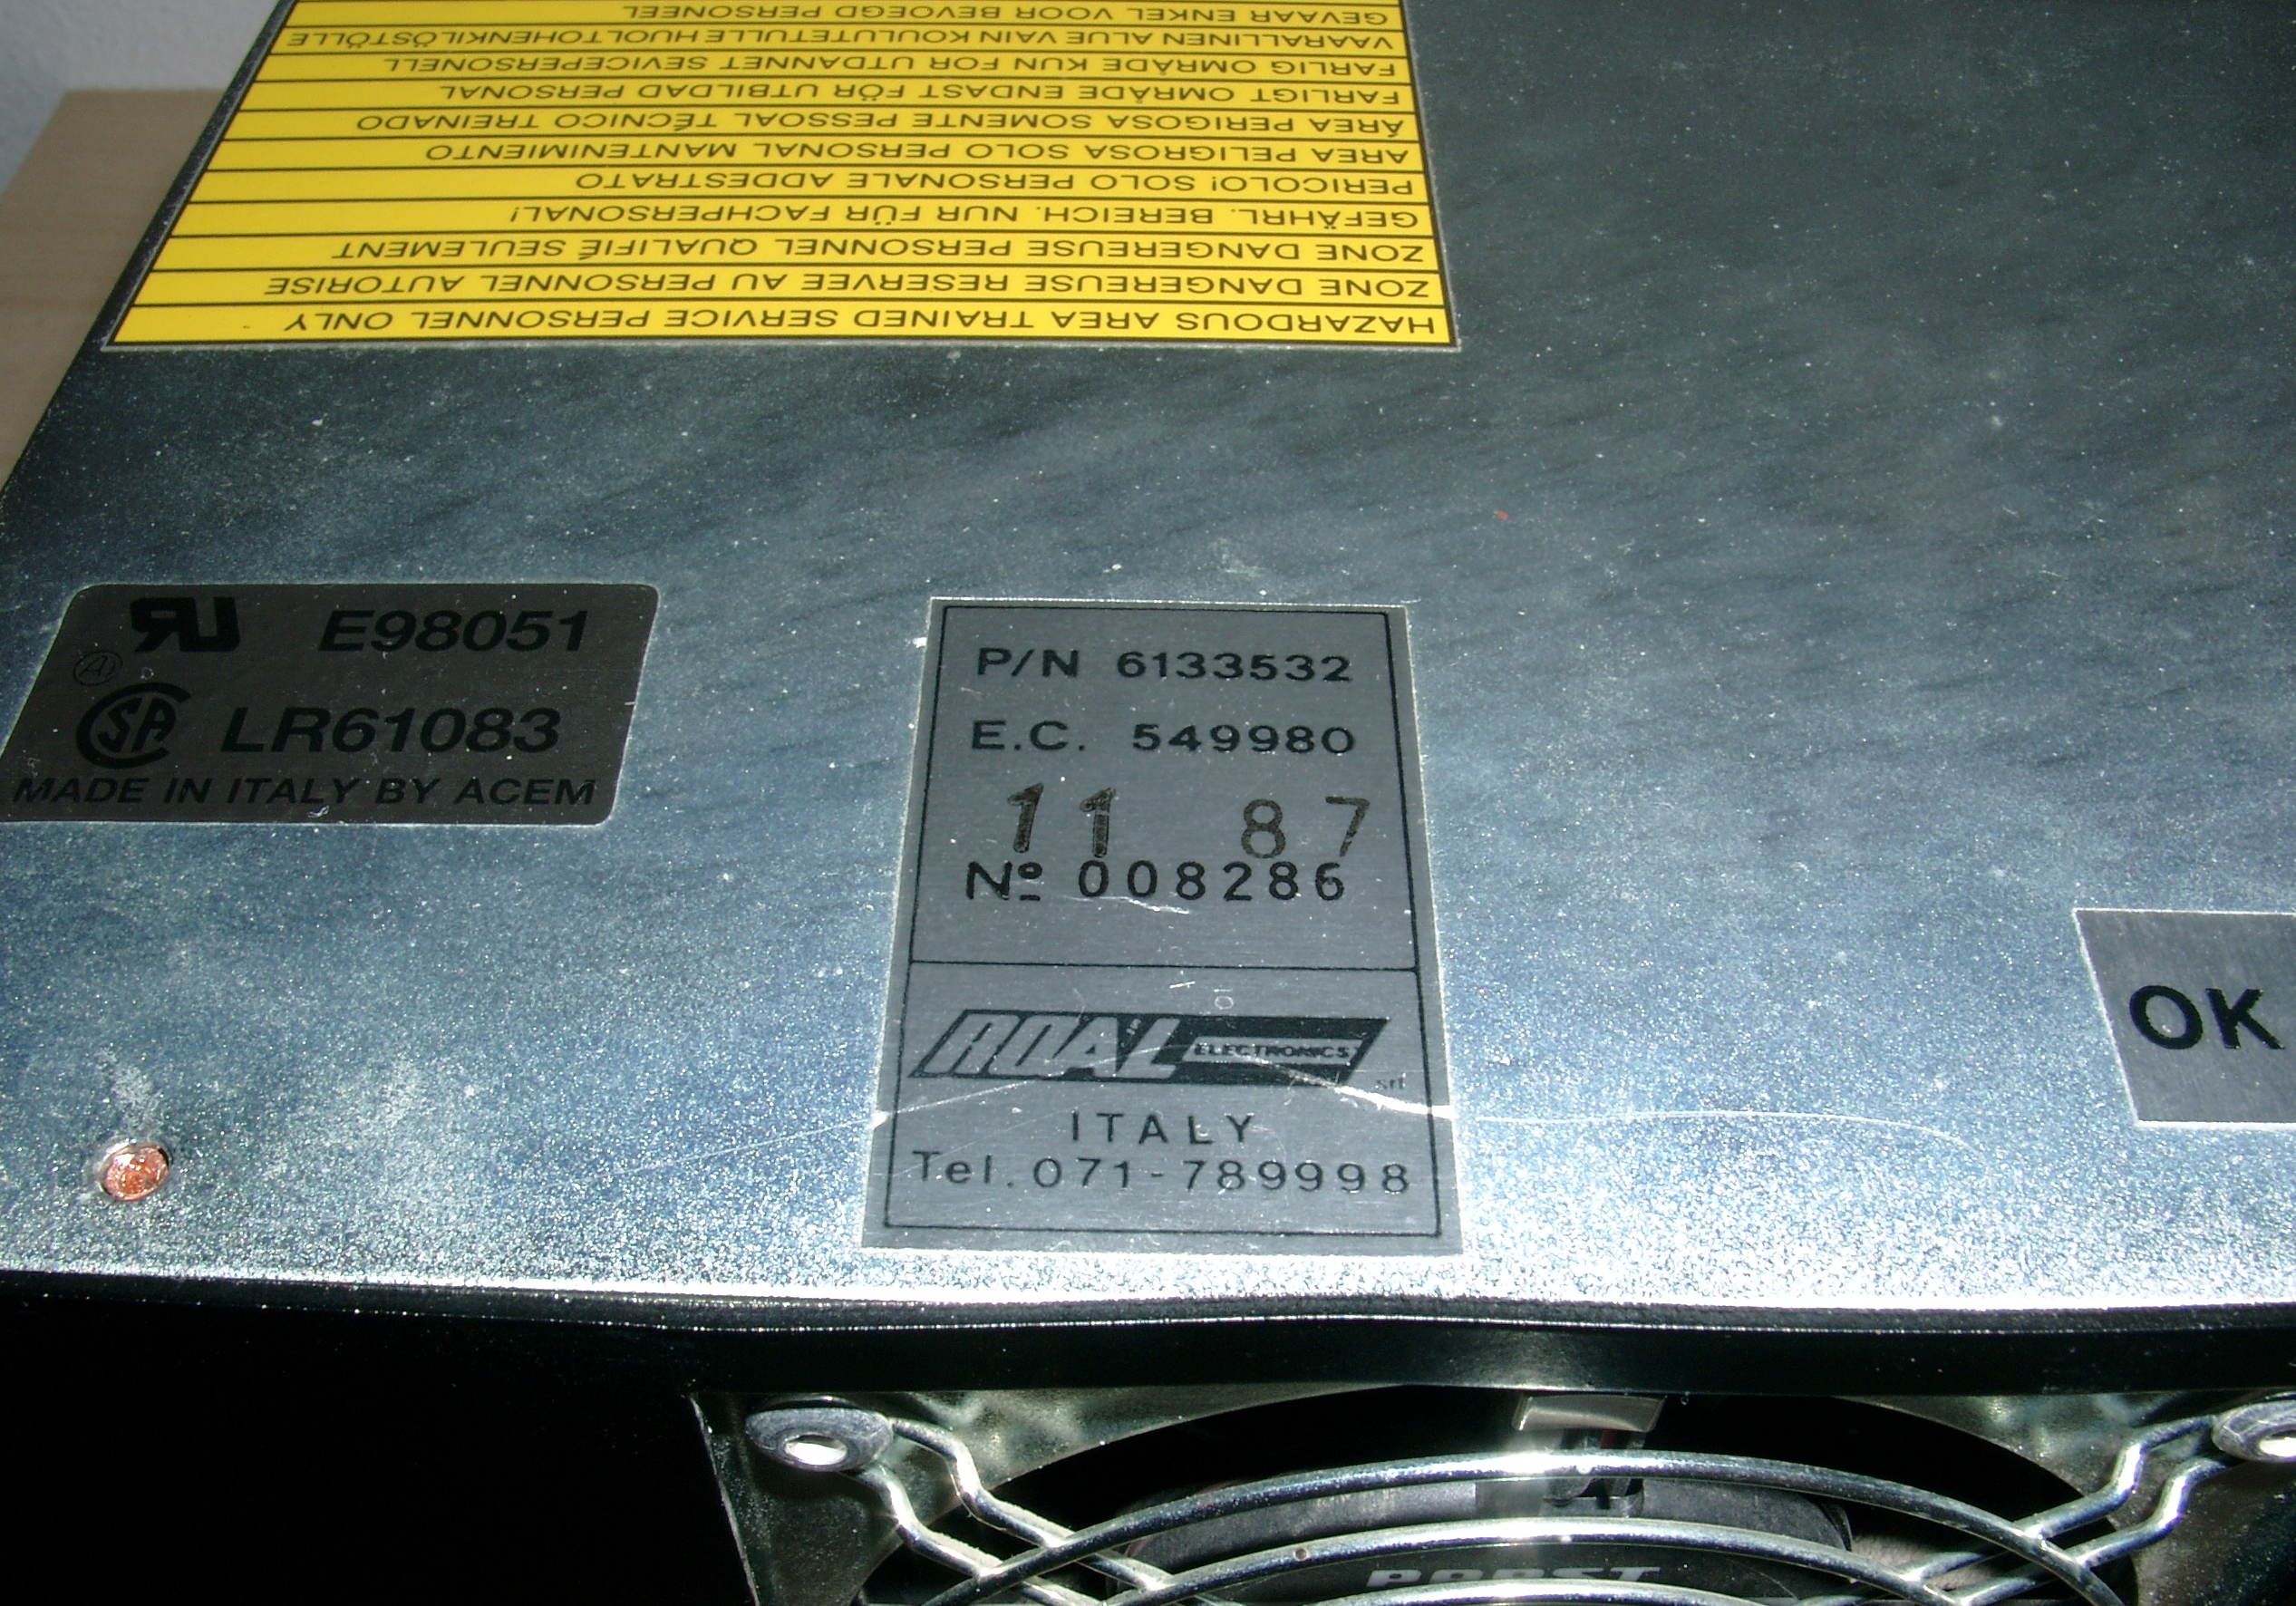 GEVAAR ENKEL VOOR BEVOEGD PERSONEEL
VAARALLINEN ALUE VAIN KOULUTETULLE HUOLTOHENKILÖSTÖLLE
FARLIG OMRÅDE KUN FOR UTDANNET SEVICEPERSONELL
FARLIGT OMRÅDE ENDAST FÖR UTBILDAD PERSONAL
ÁREA PERIGOSA SOMENTE PESSOAL TÉCNICO TREINADO
AREA PELIGROSA SOLO PERSONAL MANTENIMIENTO
PERICOLO! SOLO PERSONALE ADDESTRATO
GEFÄHRL. BEREICH. NUR FÜR FACHPERSONAL!
ZONE DANGEREUSE PERSONNEL QUALIFIÉ SEULEMENT
ZONE DANGEREUSE RESERVEE AU PERSONNEL AUTORISE
HAZARDOUS AREA TRAINED SERVICE PERSONNEL ONLY
RU E98051
A
CSA LR61083
MADE IN ITALY BY ACEM
P/N 6133532
E.C. 549980
11 87
Nº 008286
ROAL ELECTRONICS srl
ITALY
Tel. 071-789998
OK
PAPST